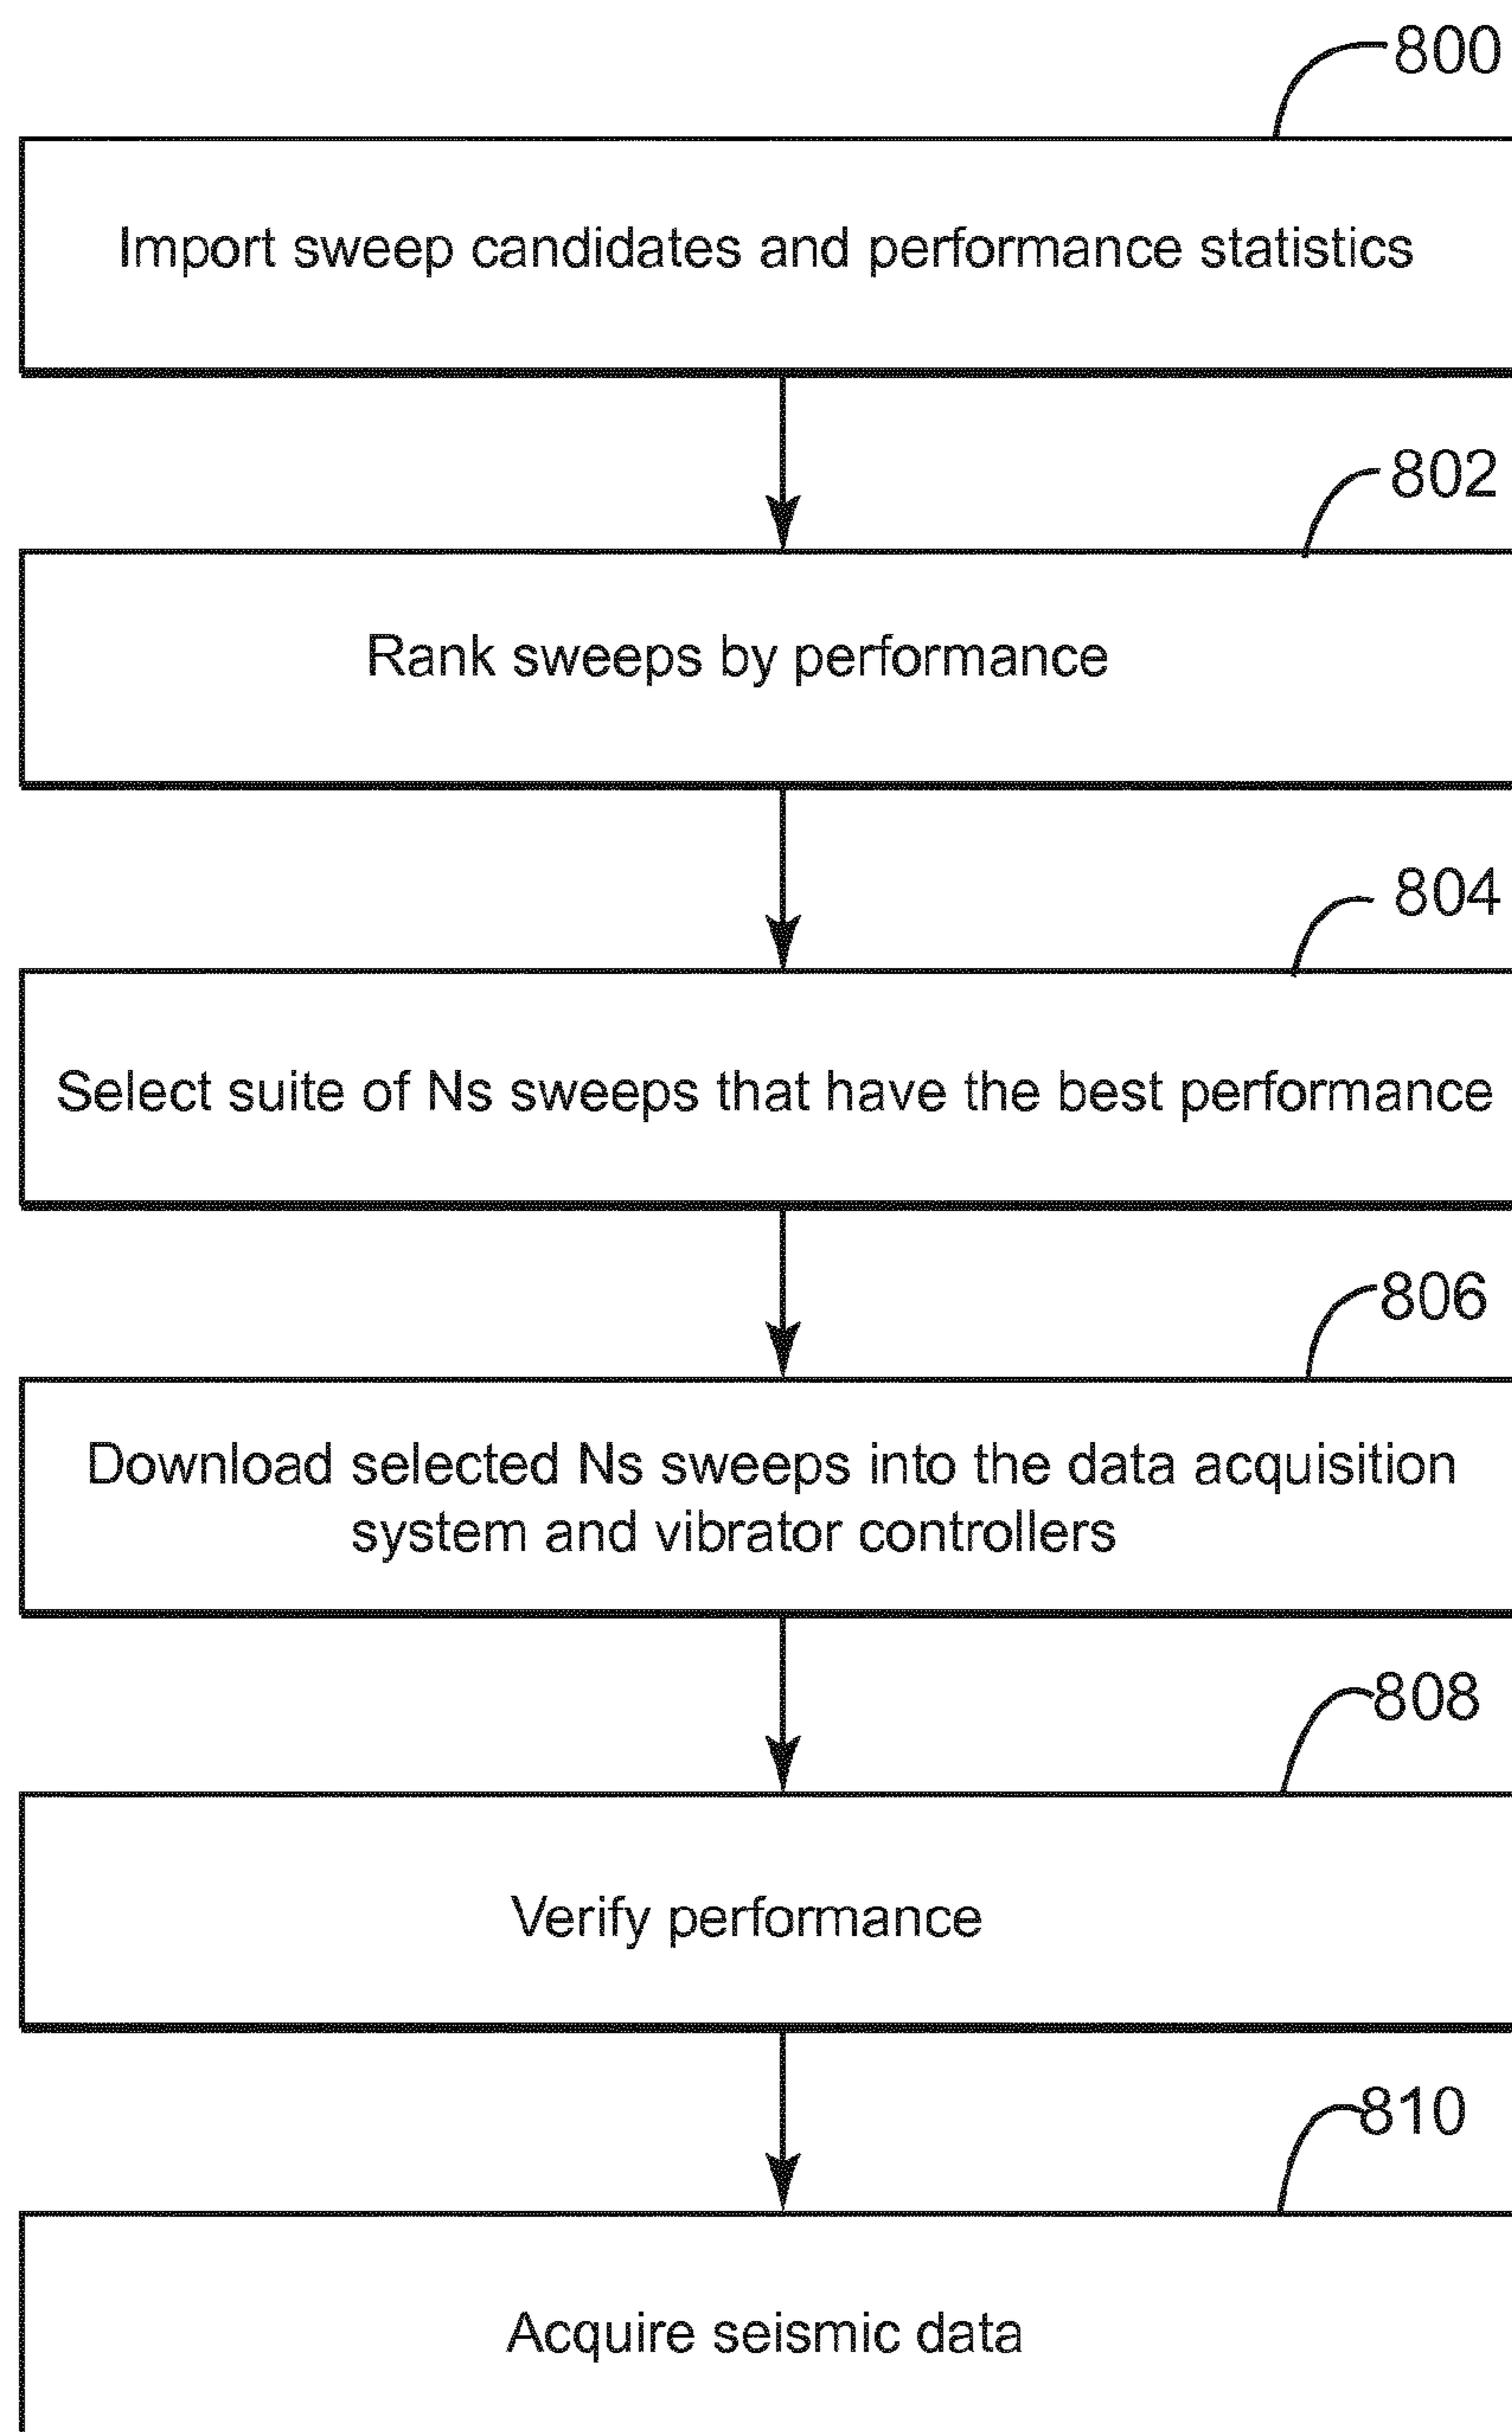 800
Import sweep candidates and performance statistics
802
Rank sweeps by performance
804
Select suite of Ns sweeps that have the best performance
806
Download selected Ns sweeps into the data acquisition
system and vibrator controllers
808
Verify performance
810
Acquire seismic data